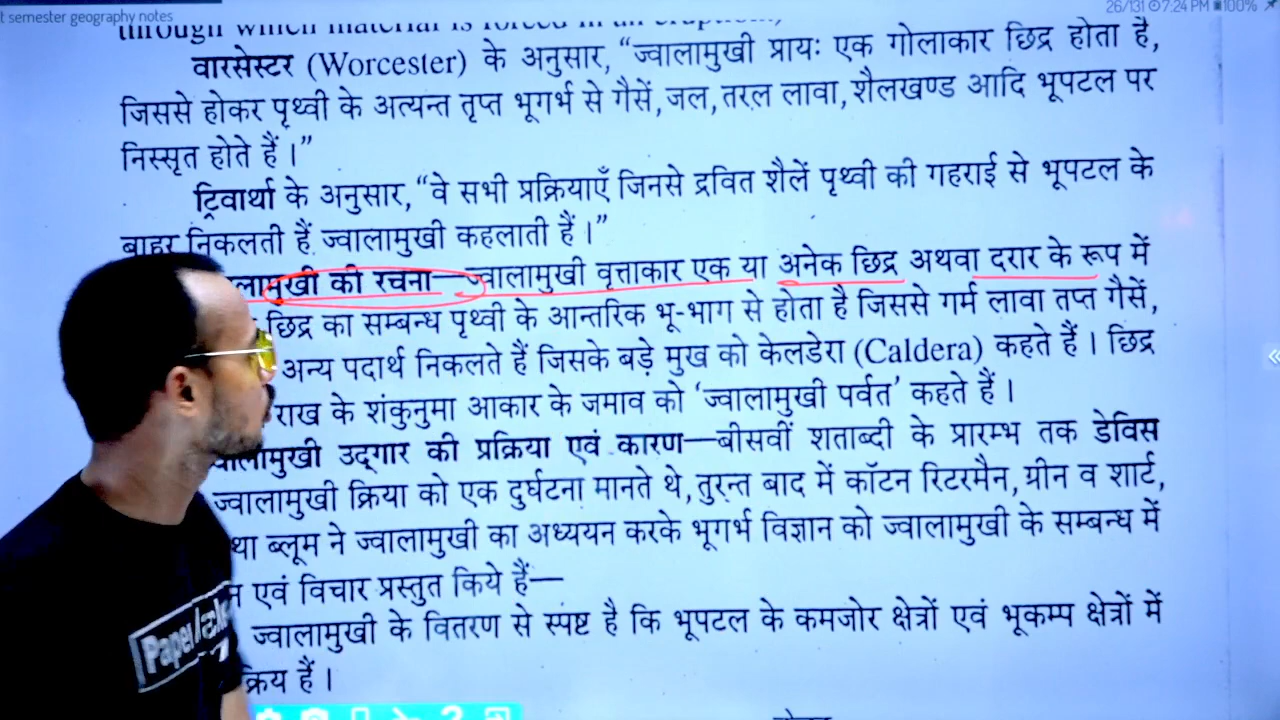 t semester geography notes
26/131 7:24 PM 100%
through which material is forced in an eruption,
वारसेस्टर (Worcester) के अनुसार, “ज्वालामुखी प्रायः एक गोलाकार छिद्र होता है,
जिससे होकर पृथ्वी के अत्यन्त तृप्त भूगर्भ से गैसें, जल, तरल लावा, शैलखण्ड आदि भूपटल पर
निस्सृत होते हैं ।”
ट्रिवार्था के अनुसार, “वे सभी प्रक्रियाएँ जिनसे द्रवित शैलें पृथ्वी की गहराई से भूपटल के
बाहर निकलती हैं ज्वालामुखी कहलाती हैं ।”
लामुखी की रचना—ज्वालामुखी वृत्ताकार एक या अनेक छिद्र अथवा दरार के रूप में
छिद्र का सम्बन्ध पृथ्वी के आन्तरिक भू-भाग से होता है जिससे गर्म लावा तप्त गैसें,
अन्य पदार्थ निकलते हैं जिसके बड़े मुख को केलडेरा (Caldera) कहते हैं । छिद्र
राख के शंकुनुमा आकार के जमाव को ‘ज्वालामुखी पर्वत’ कहते हैं ।
वालामुखी उद्गार की प्रक्रिया एवं कारण—बीसवीं शताब्दी के प्रारम्भ तक डेविस
ज्वालामुखी क्रिया को एक दुर्घटना मानते थे, तुरन्त बाद में कॉटन रिटरमैन, ग्रीन व शार्ट,
था ब्लूम ने ज्वालामुखी का अध्ययन करके भूगर्भ विज्ञान को ज्वालामुखी के सम्बन्ध में
एवं विचार प्रस्तुत किये हैं—
ज्वालामुखी के वितरण से स्पष्ट है कि भूपटल के कमजोर क्षेत्रों एवं भूकम्प क्षेत्रों में
क्रिय हैं ।